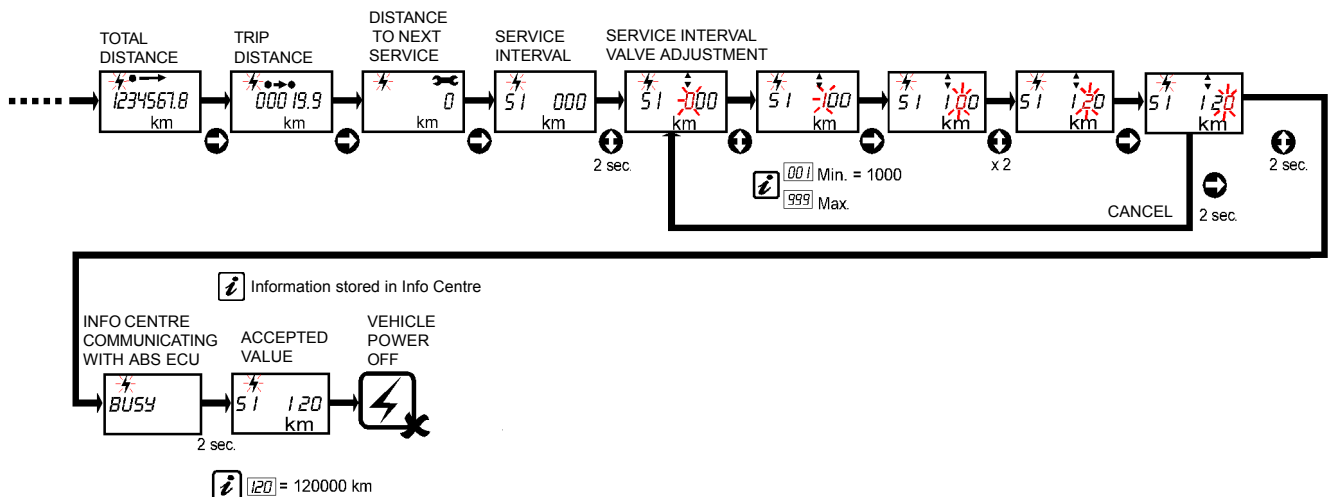 TOTAL
DISTANCE
1234567.8
km
TRIP
DISTANCE
00019.9
km
DISTANCE
TO NEXT
SERVICE
0
km
SERVICE
INTERVAL
SI 000
km
SERVICE INTERVAL
VALVE ADJUSTMENT
SI 000
km
SI 100
km
SI 100
km
SI 120
km
SI 120
km
2 sec.
x 2
2 sec.
i 001 Min. = 1000
999 Max.
CANCEL
2 sec.
i Information stored in Info Centre
INFO CENTRE
COMMUNICATING
WITH ABS ECU
BUSY
2 sec.
ACCEPTED
VALUE
SI 120
km
VEHICLE
POWER
OFF
i 120 = 120000 km